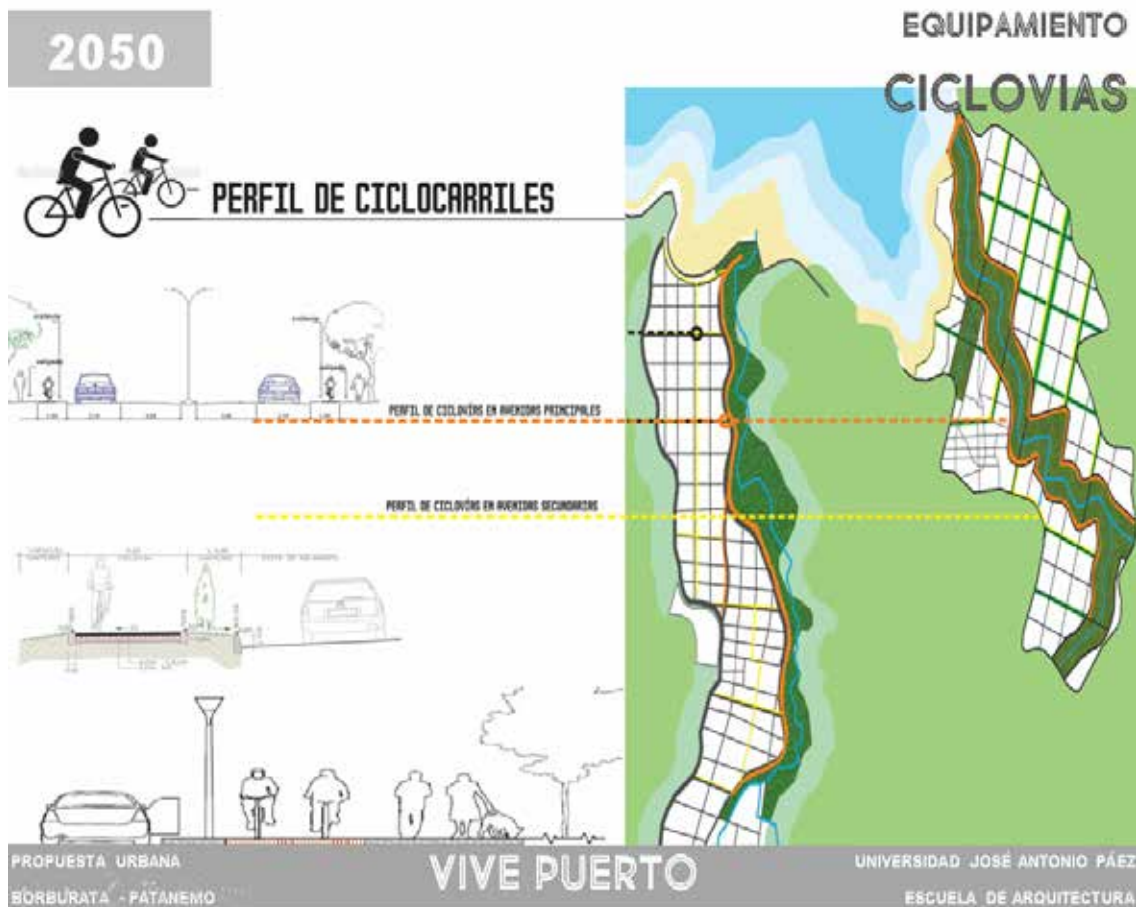 2050
EQUIPAMIENTO
CICLOVIAS
PERFIL DE CICLOCARRILES
PERFIL DE CICLOVÍAS EN AVENIDAS PRINCIPALES
PERFIL DE CICLOVÍAS EN AVENIDAS SECUNDARIAS
PROPUESTA URBANA
BORBURATA - PATANEMO
VIVE PUERTO
UNIVERSIDAD JOSÉ ANTONIO PÁEZ
ESCUELA DE ARQUITECTURA